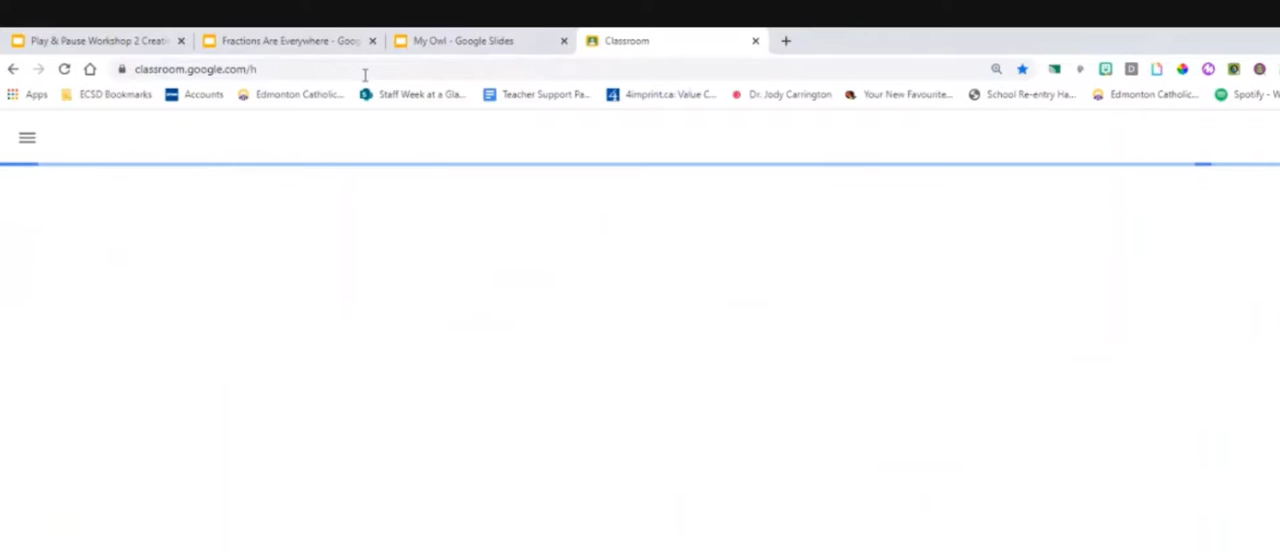 Play & Pause Workshop 2 Creati
Fractions Are Everywhere - Goog
My Owl - Google Slides
Classroom
classroom.google.com/h
Apps
ECSD Bookmarks
Accounts
Edmonton Catholic...
Staff Week at a Gla...
Teacher Support Pa...
4imprint.ca: Value C...
Dr. Jody Carrington
Your New Favourite...
School Re-entry Ha...
Edmonton Catholic...
Spotify - W